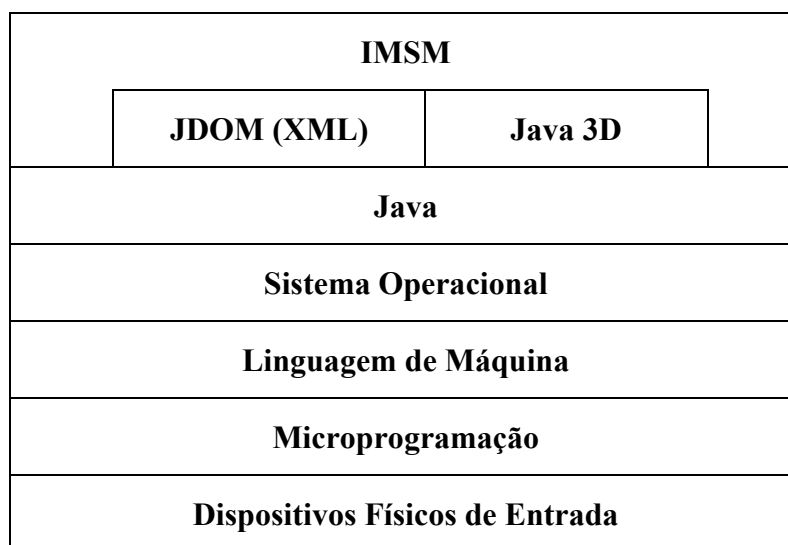 IMSM
JDOM (XML) Java 3D
Java
Sistema Operacional
Linguagem de Máquina
Microprogramação
Dispositivos Físicos de Entrada